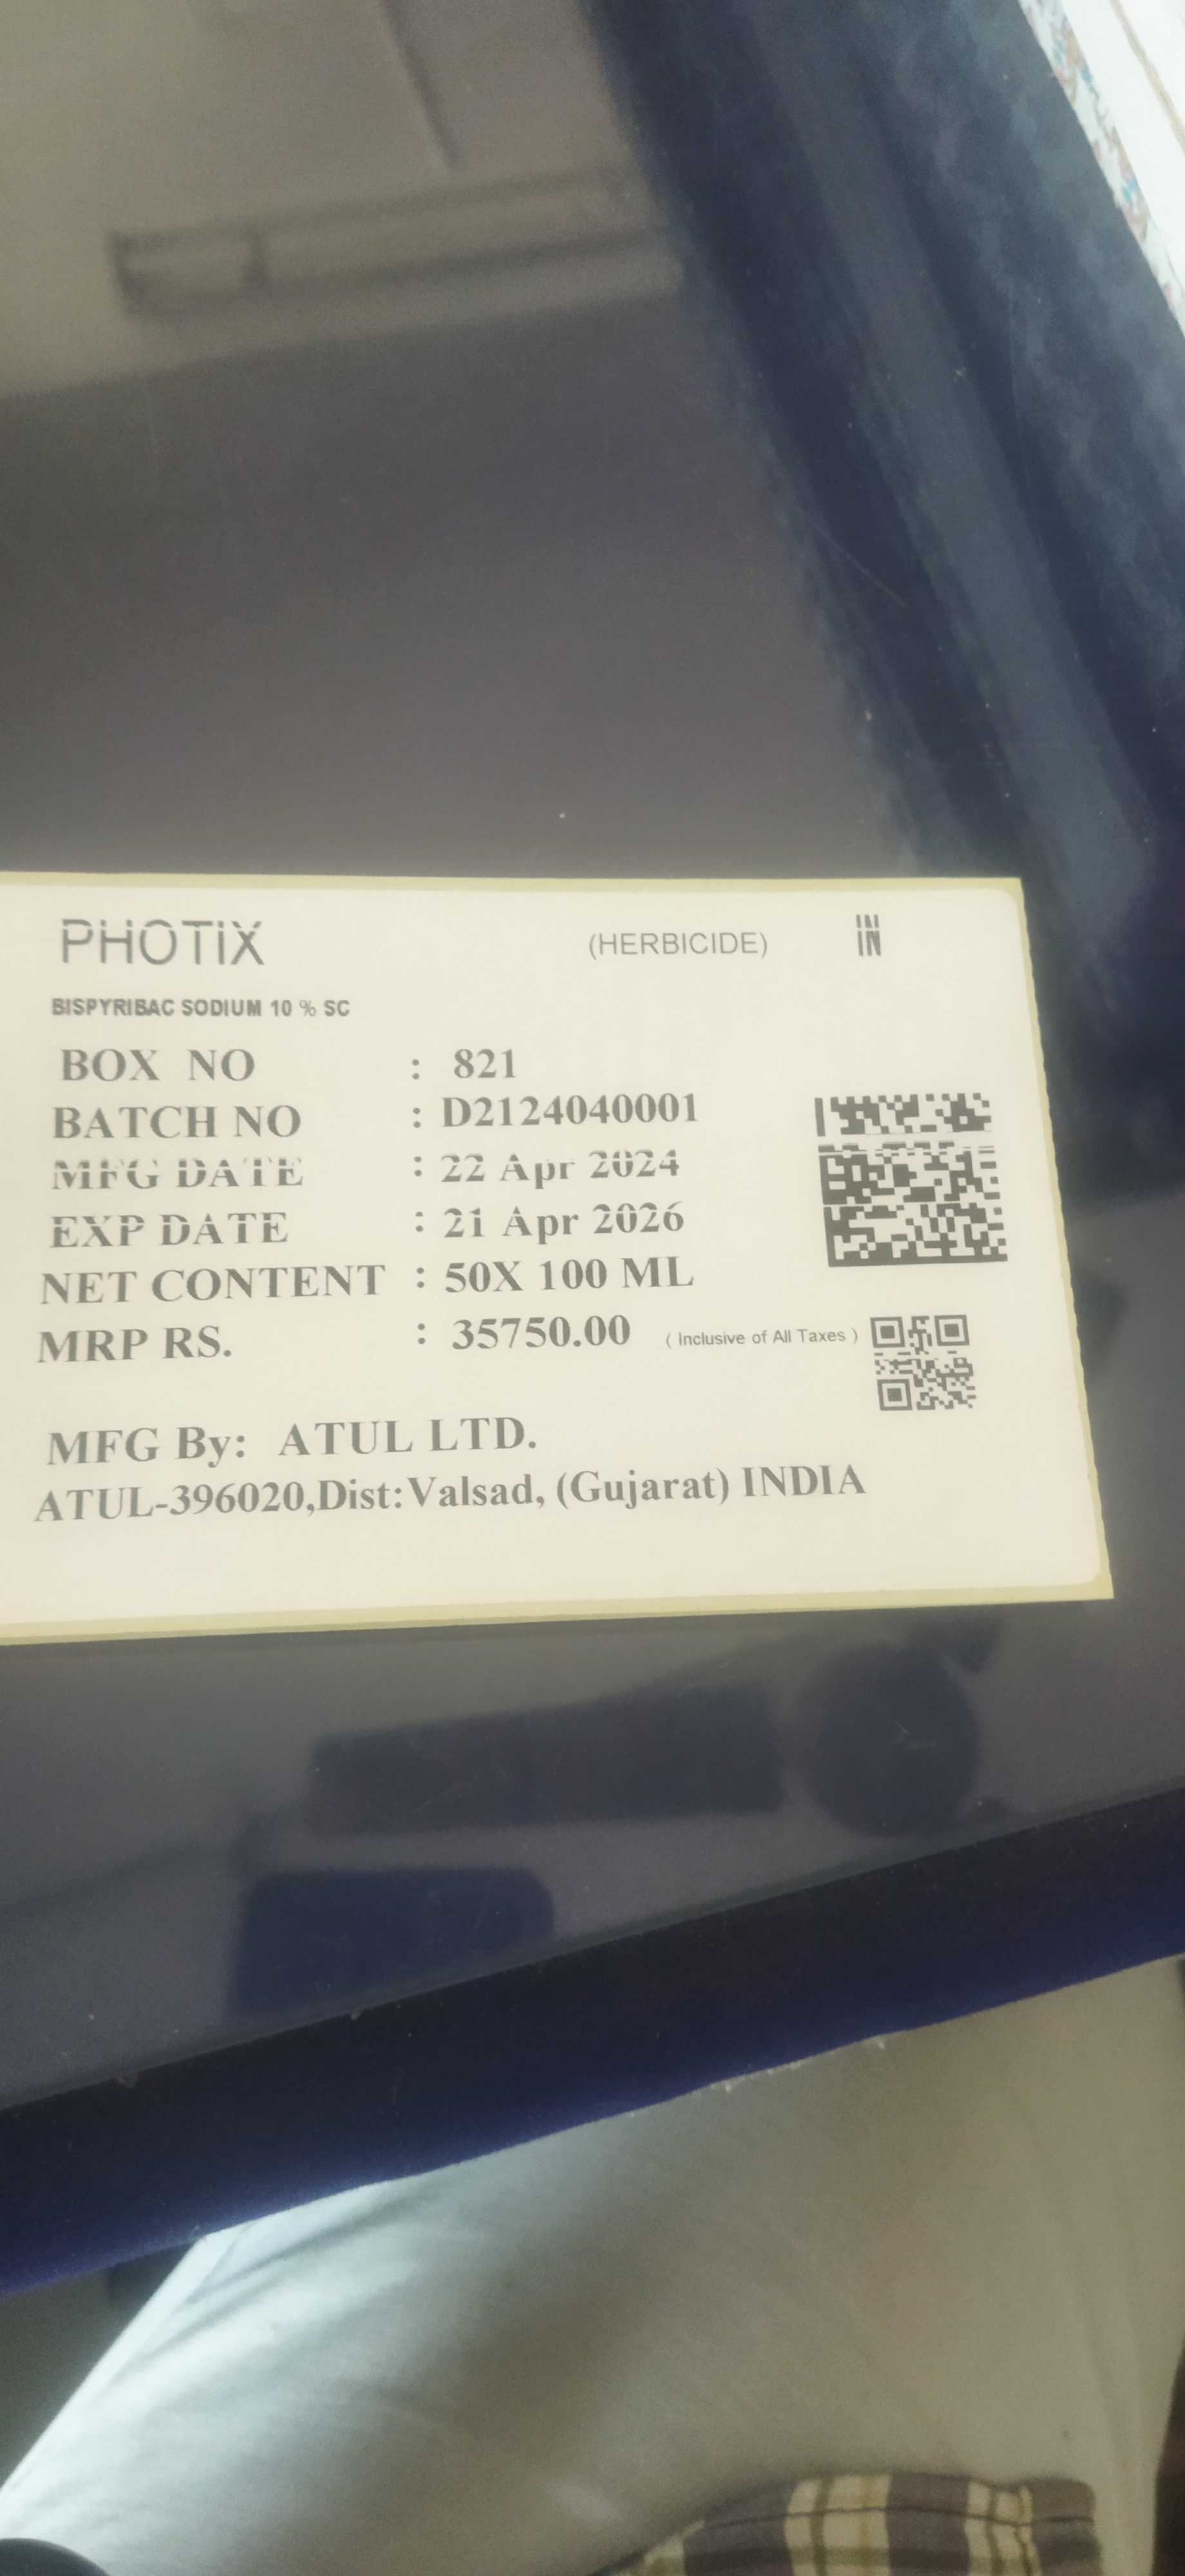 PHOTIX (HERBICIDE) IN
BISPYRIBAC SODIUM 10 % SC
BOX NO : 821
BATCH NO : D2124040001
MFG DATE : 22 Apr 2024
EXP DATE : 21 Apr 2026
NET CONTENT : 50X 100 ML
MRP RS. : 35750.00 ( Inclusive of All Taxes )
MFG By: ATUL LTD.
ATUL-396020,Dist:Valsad, (Gujarat) INDIA